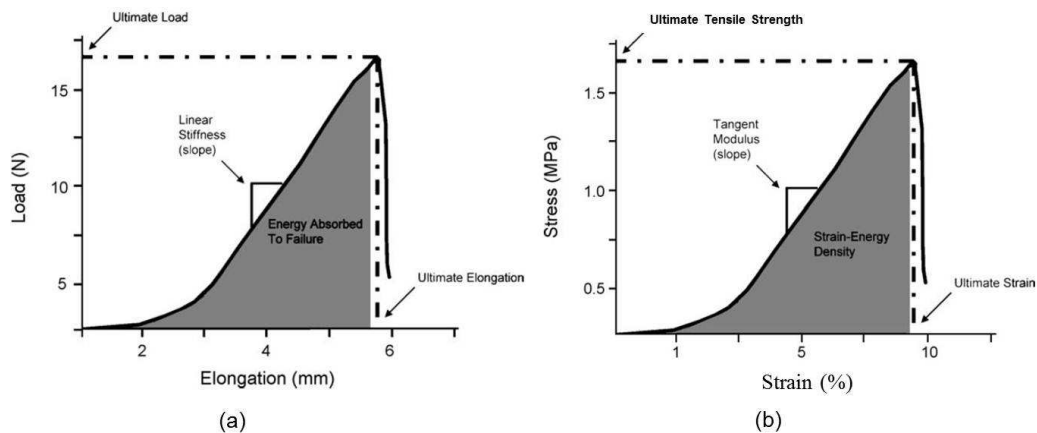 Ultimate Load
Load (N)
15
10
5
Linear
Stiffness
(slope)
Energy Absorbed
To Failure
Ultimate Elongation
2
4
6
Elongation (mm)
(a)
Ultimate Tensile Strength
Stress (MPa)
1.5
1.0
0.5
Tangent
Modulus
(slope)
Strain-Energy
Density
Ultimate Strain
1
5
10
Strain (%)
(b)